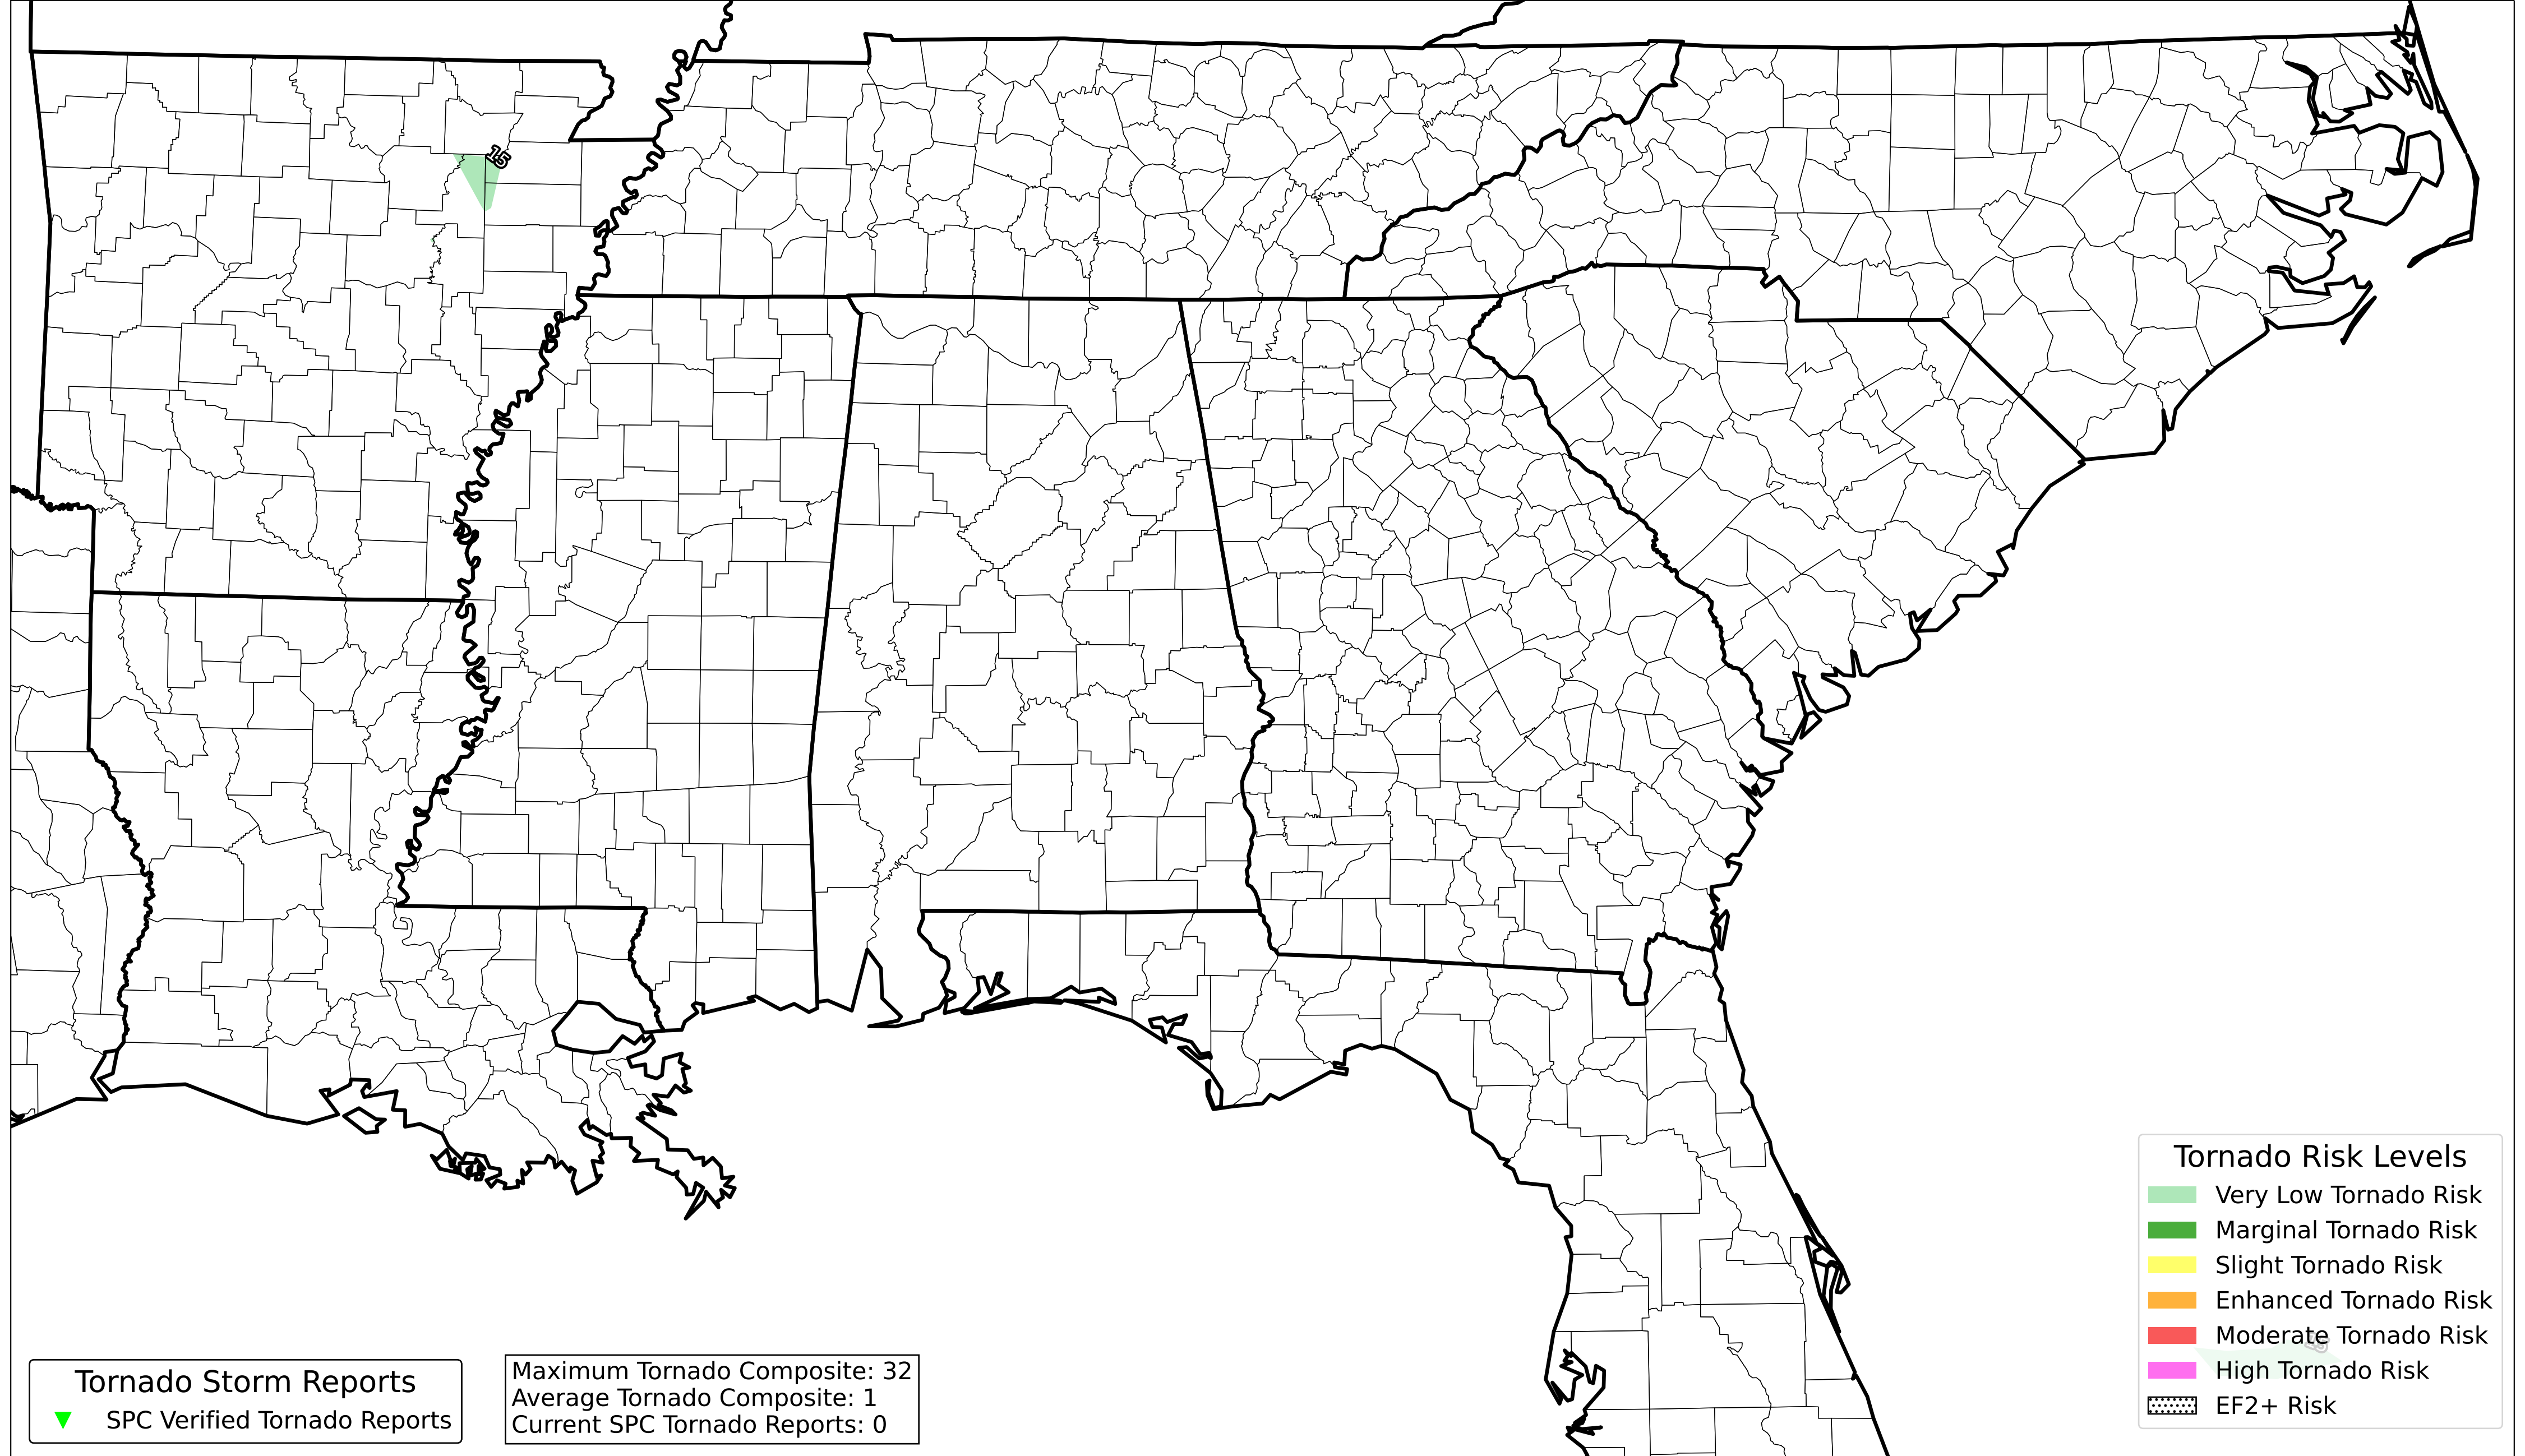 15
Tornado Risk Levels
Very Low Tornado Risk
Marginal Tornado Risk
Slight Tornado Risk
Enhanced Tornado Risk
Moderate Tornado Risk
High Tornado Risk
EF2+ Risk
Tornado Storm Reports
SPC Verified Tornado Reports
Maximum Tornado Composite: 32
Average Tornado Composite: 1
Current SPC Tornado Reports: 0